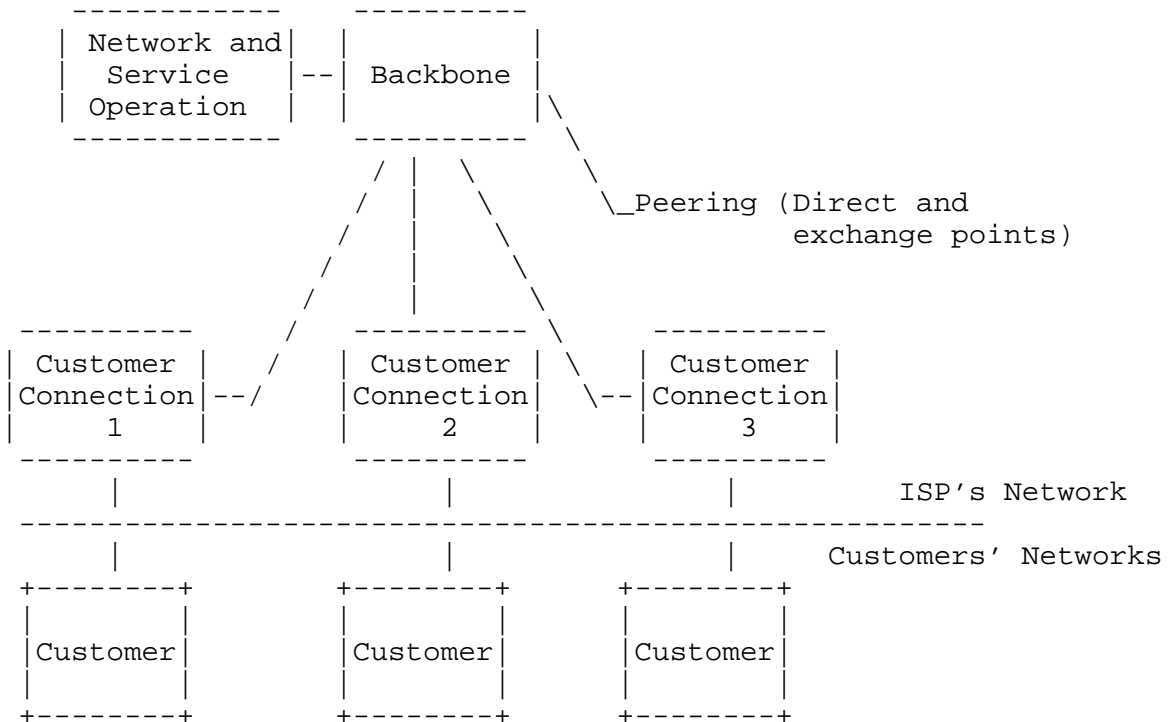 Network and
Service
Operation
Backbone
Peering (Direct and
exchange points)
Customer
Connection
1
Customer
Connection
2
Customer
Connection
3
ISP's Network
Customers' Networks
Customer
Customer
Customer